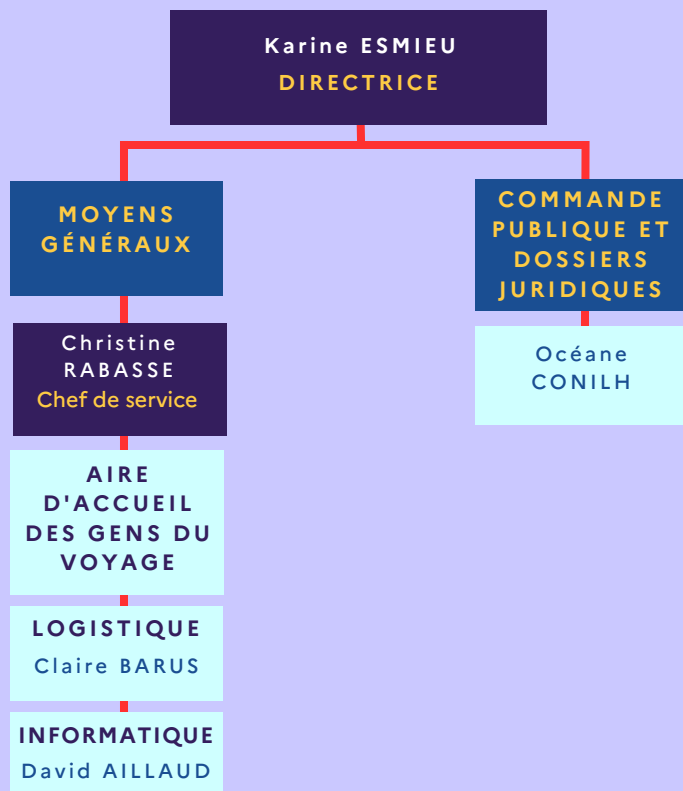 Karine ESMIEU
DIRECTRICE
MOYENS
GÉNÉRAUX
Christine
RABASSE
Chef de service
AIRE
D'ACCUEIL
DES GENS DU
VOYAGE
LOGISTIQUE
Claire BARUS
INFORMATIQUE
David AILLAUD
COMMANDE
PUBLIQUE ET
DOSSIERS
JURIDIQUES
Océane
CONILH